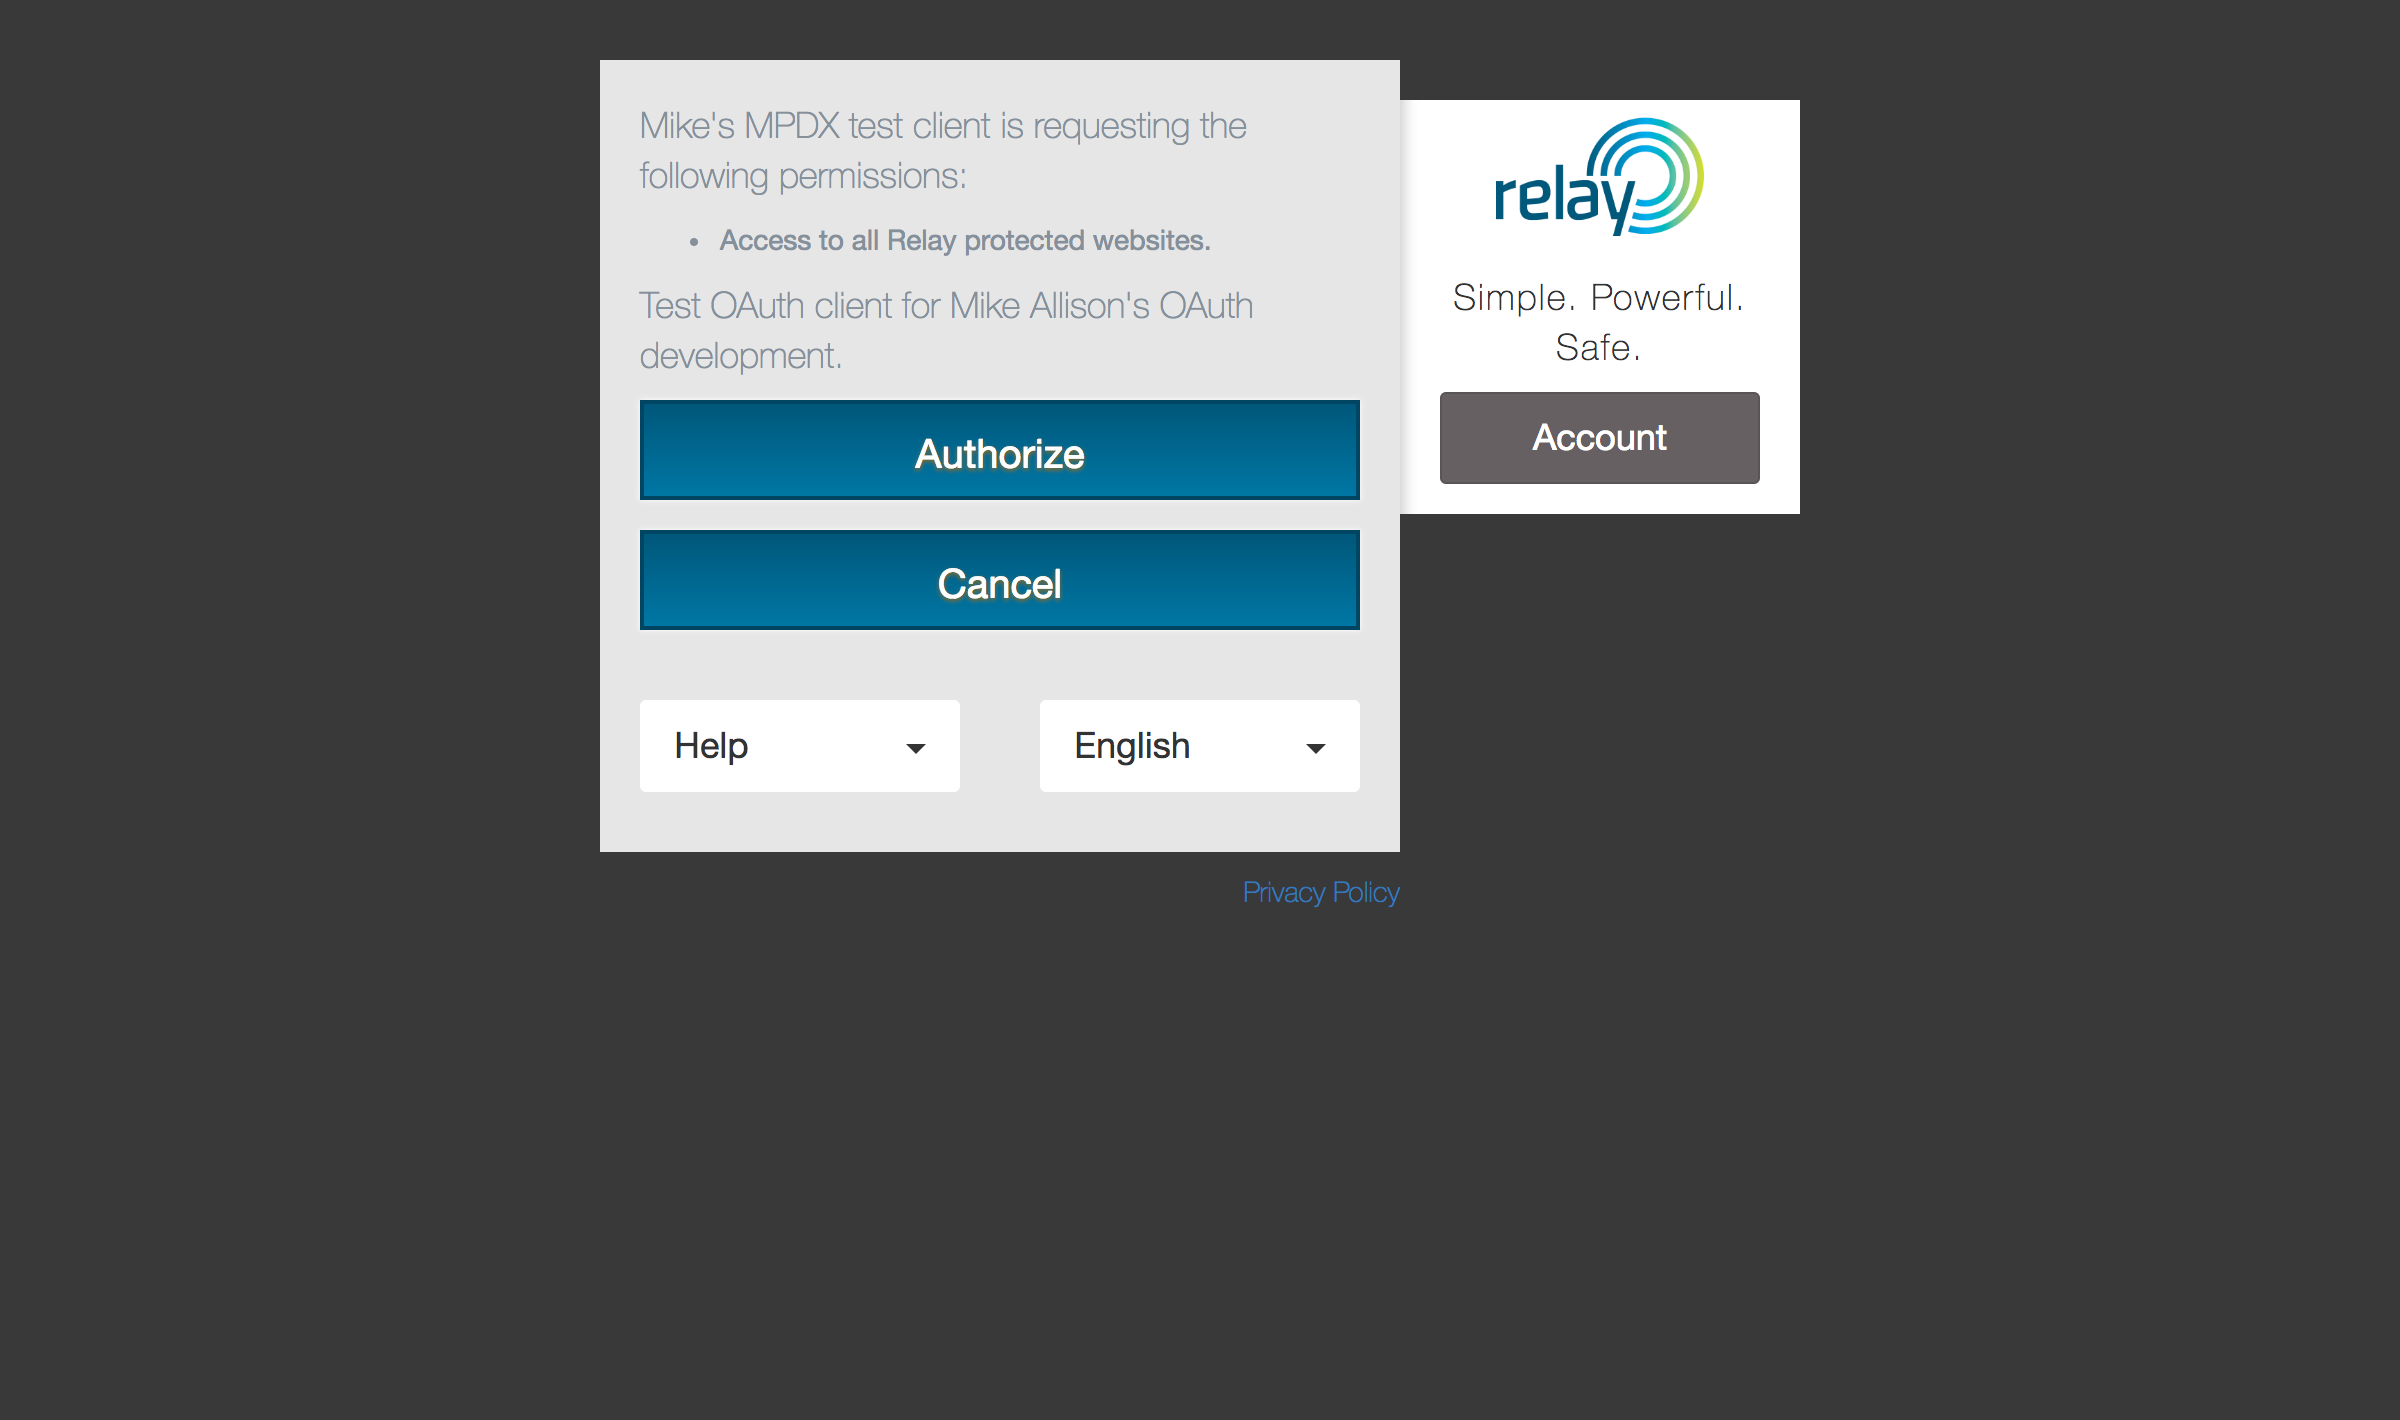 Mike's MPDX test client is requesting the
following permissions:
• Access to all Relay protected websites.
Test OAuth client for Mike Allison's OAuth
development.
Authorize
Cancel
Help
English
Privacy Policy
relay
Simple. Powerful.
Safe.
Account